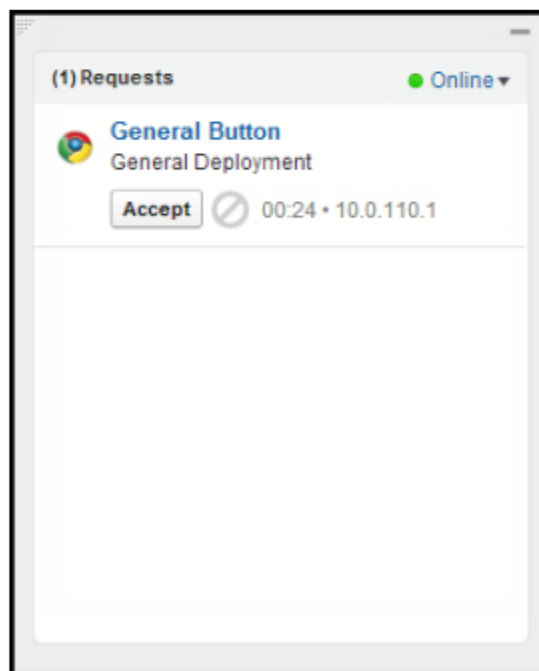 (1) Requests Online
General Button
General Deployment
Accept 00:24 • 10.0.110.1